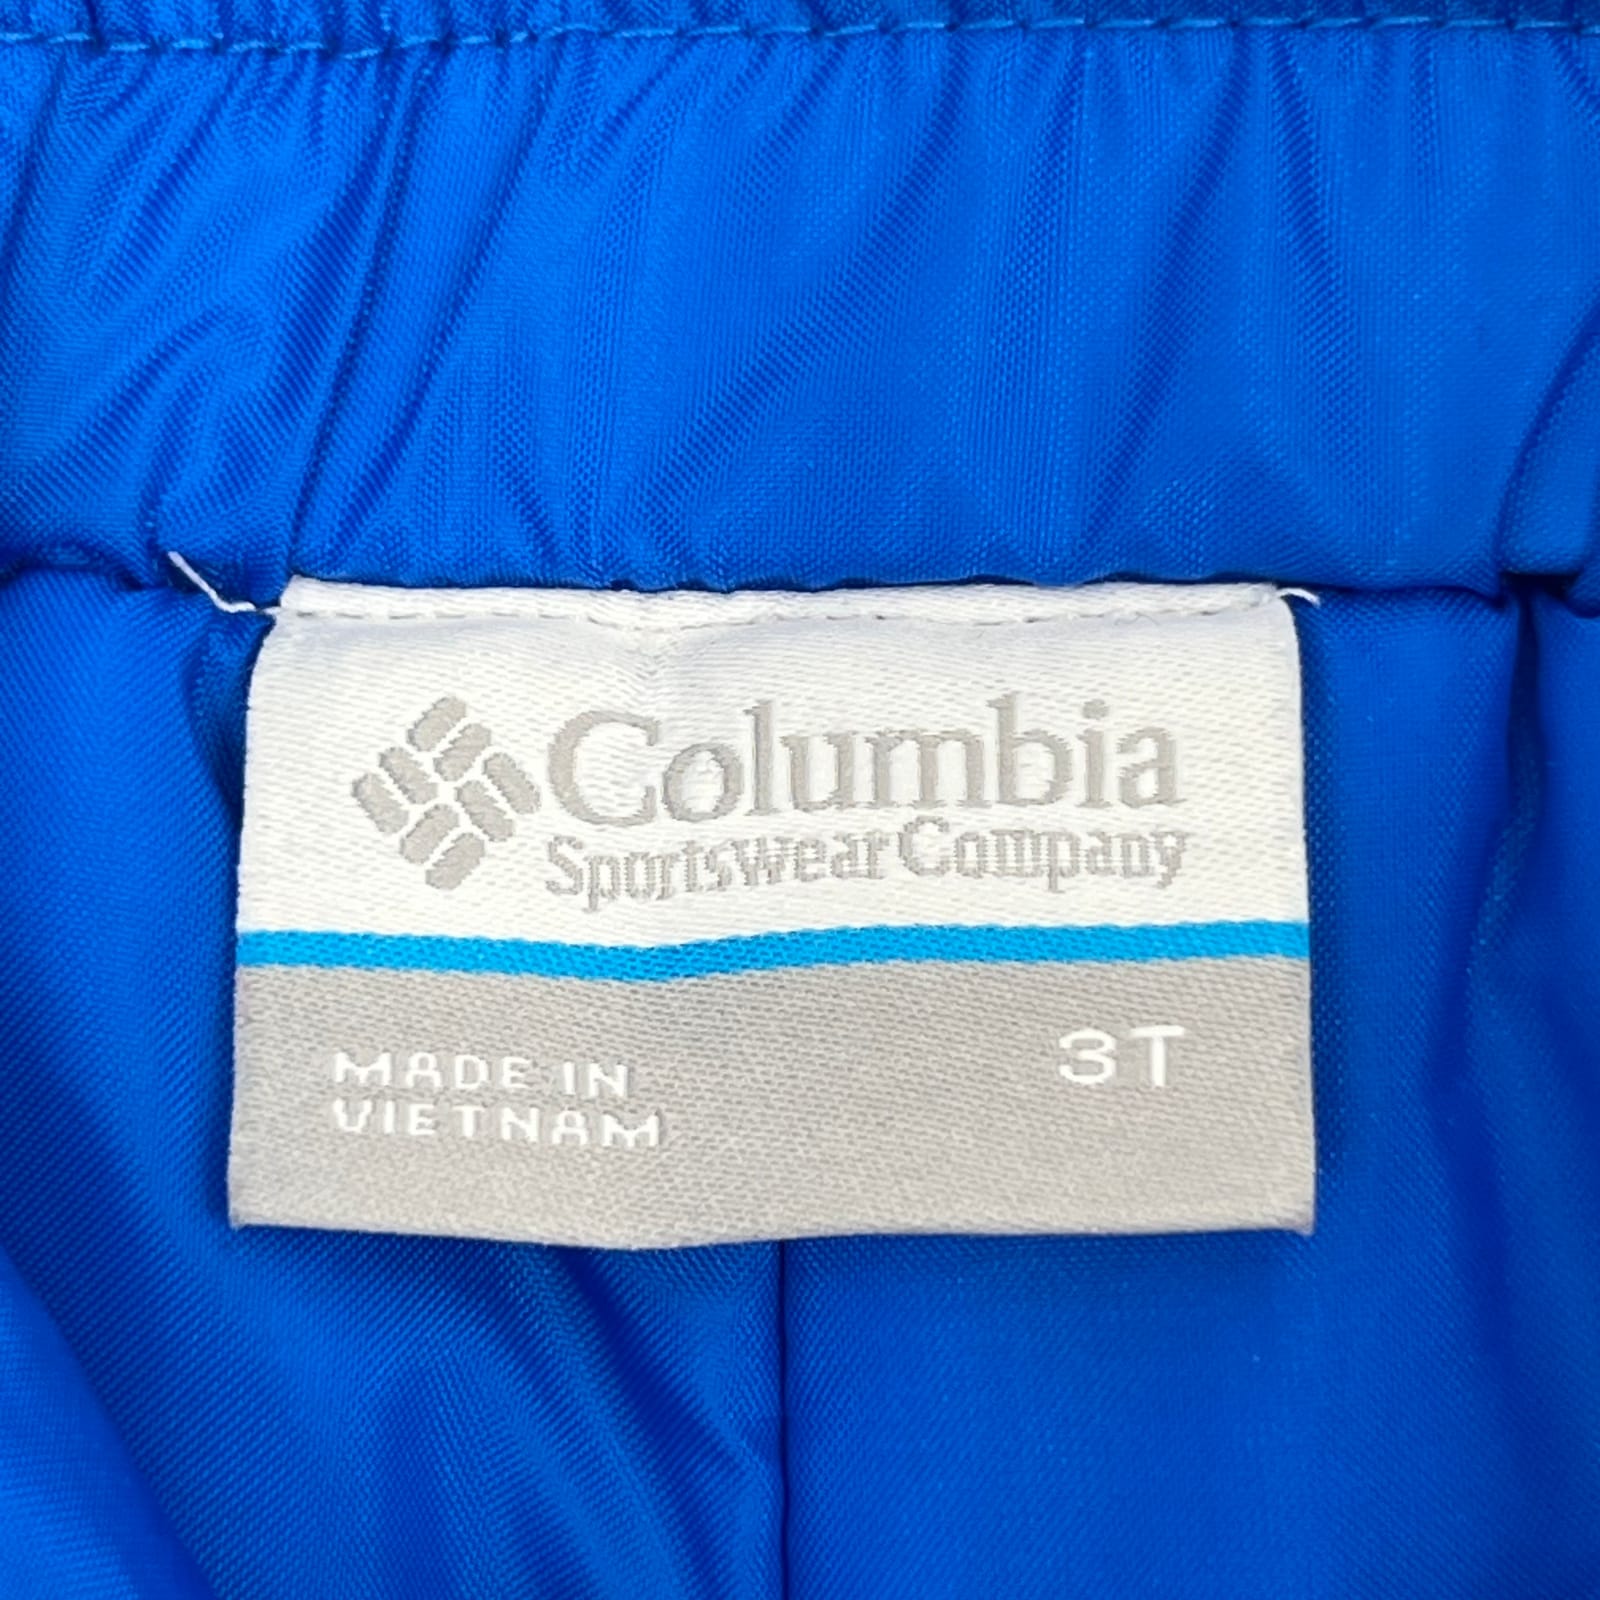 Columbia
Sportswear Company
3T
MADE IN
VIETNAM